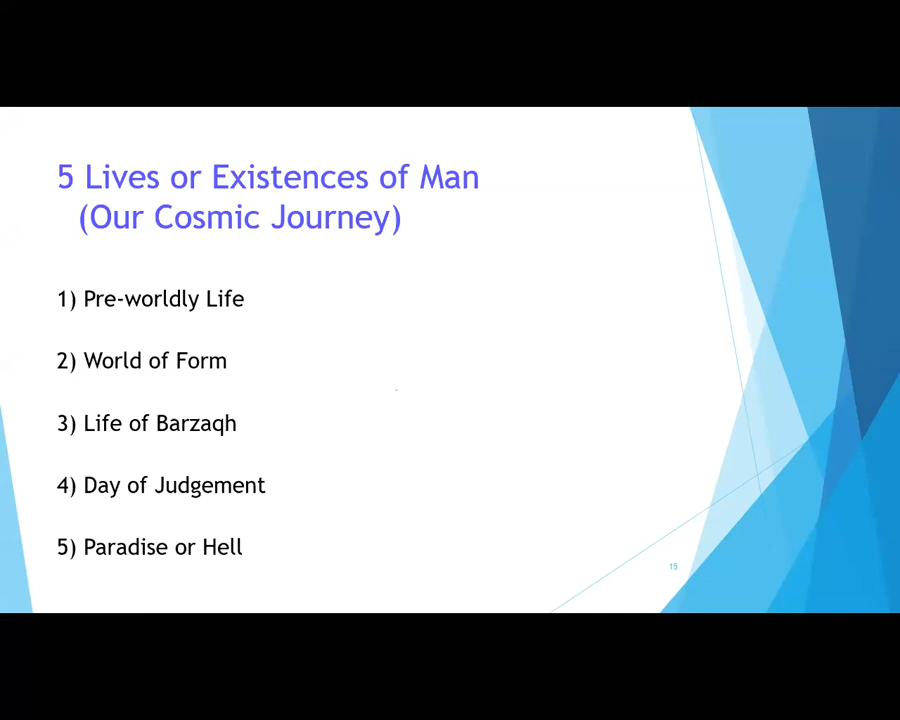 5 Lives or Existences of Man
(Our Cosmic Journey)
1) Pre-worldly Life
2) World of Form
3) Life of Barzaqh
4) Day of Judgement
5) Paradise or Hell
15